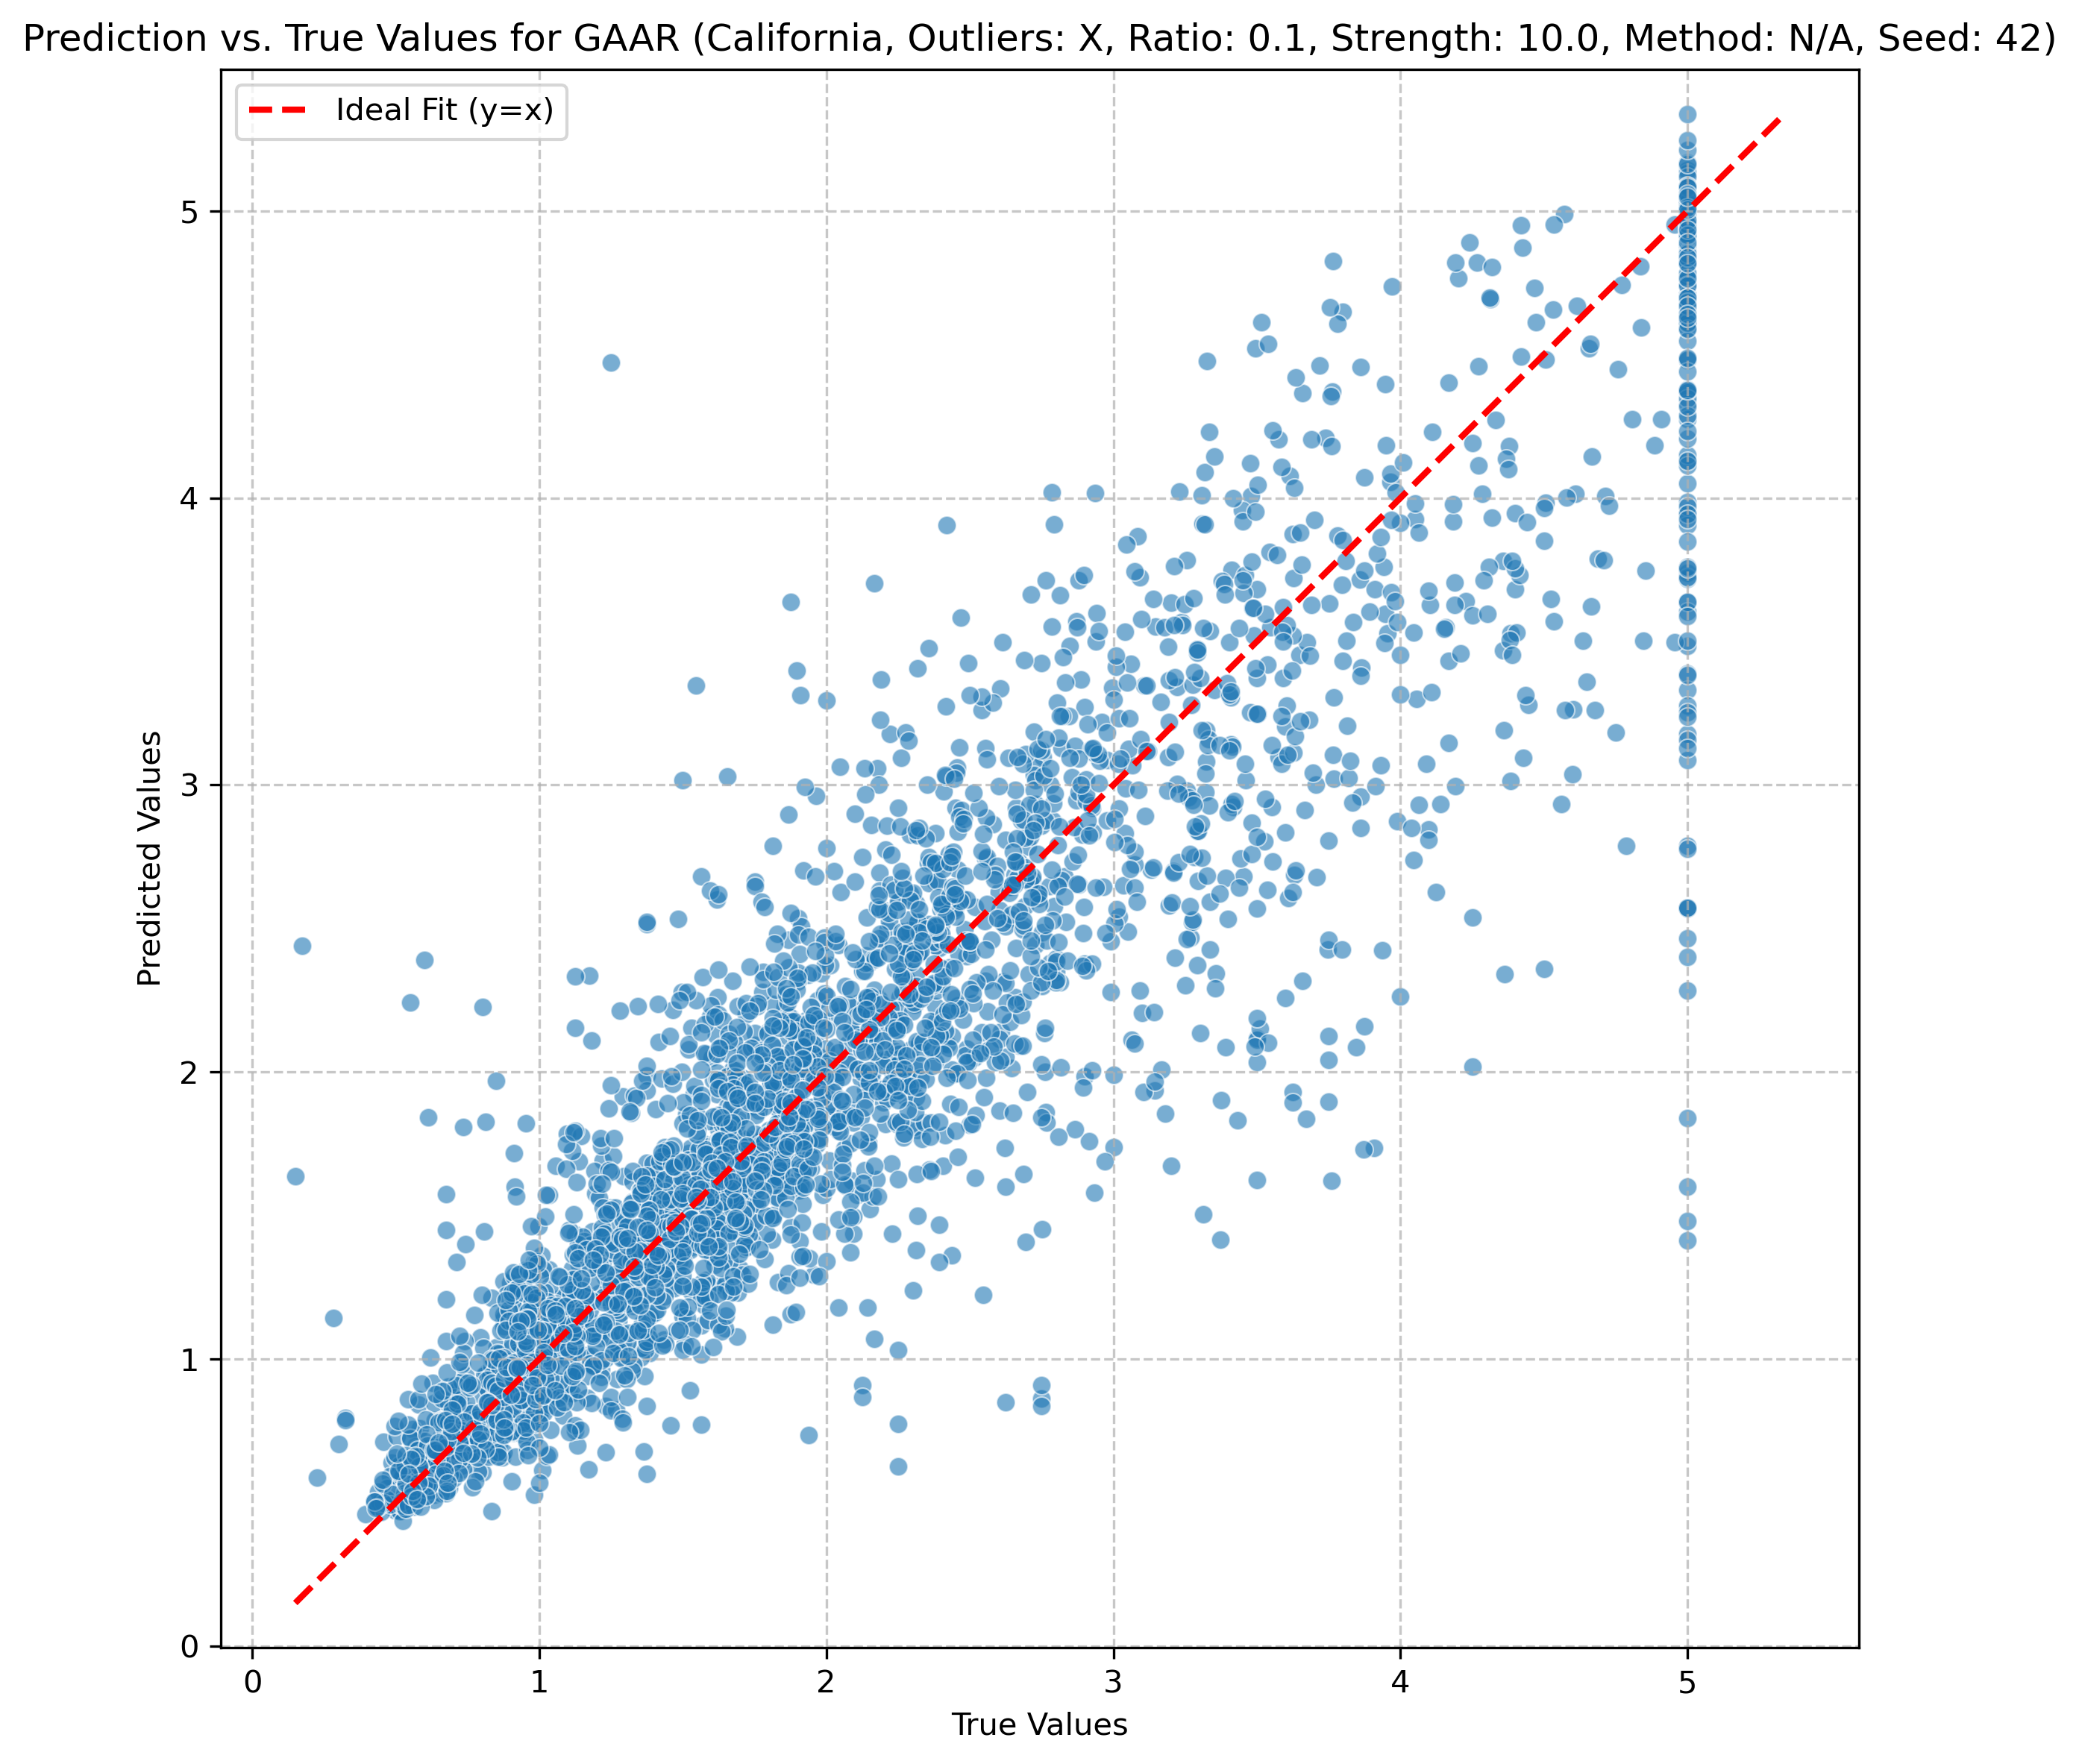 Prediction vs. True Values for GAAR (California, Outliers: X, Ratio: 0.1, Strength: 10.0, Method: N/A, Seed: 42)
Ideal Fit (y=x)
5
4
3
2
1
0
Predicted Values
0 1 2 3 4 5
True Values